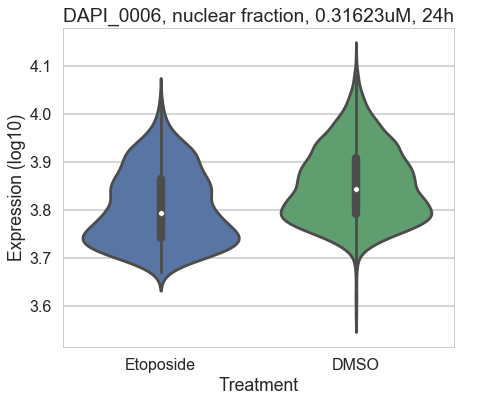 DAPI_0006, nuclear fraction, 0.31623uM, 24h
4.1
4.0
3.9
3.8
3.7
3.6
Expression (log10)
Etoposide DMSO
Treatment